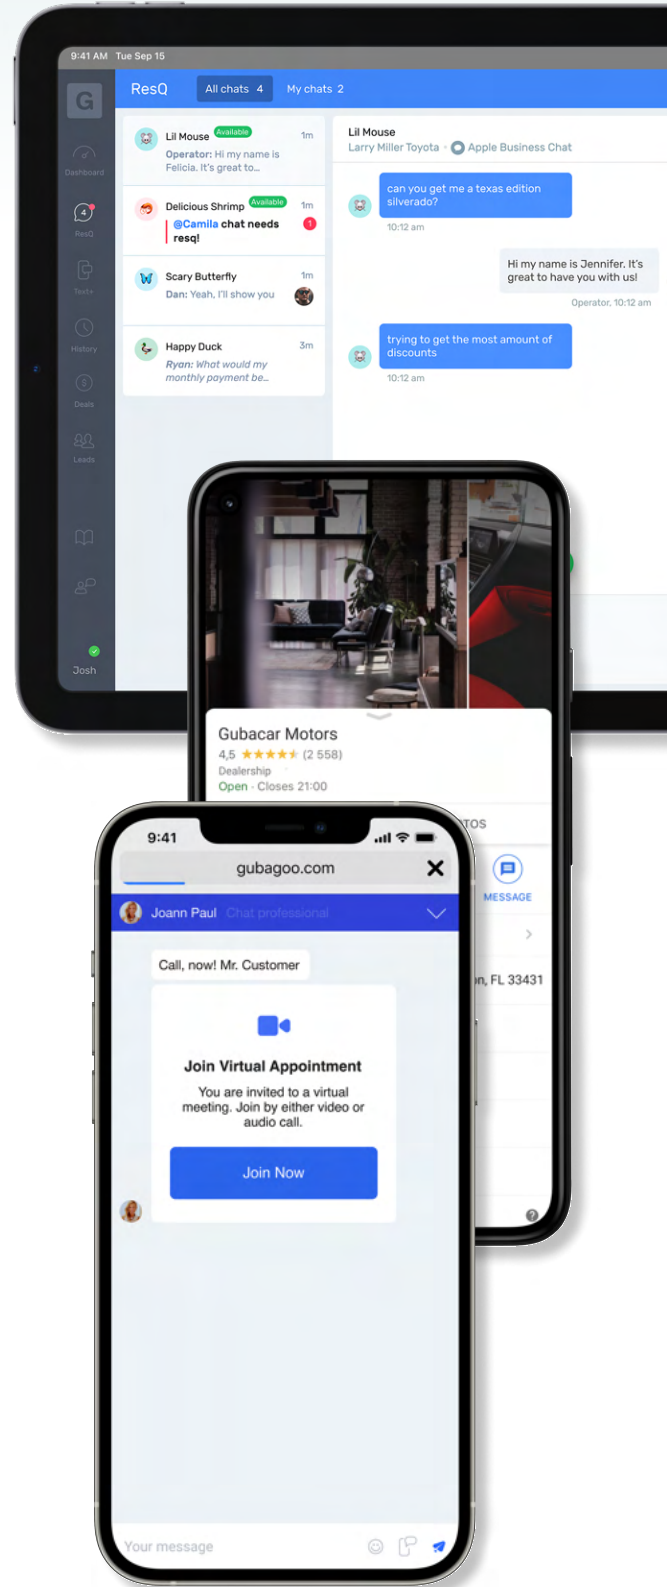 9:41 AM Tue Sep 15
G
ResQ All chats 4 My chats 2
Dashboard
4
ResQ
Text+
History
Deals
Leads
Josh
Lil Mouse Available 1m
Operator: Hi my name is
Felicia. It's great to...
Delicious Shrimp Available 1m
@Camila chat needs 1
resq!
Scary Butterfly 1m
Dan: Yeah, I'll show you
Happy Duck 3m
Ryan: What would my
monthly payment be...
Lil Mouse
Larry Miller Toyota · Apple Business Chat
can you get me a texas edition
silverado?
10:12 am
Hi my name is Jennifer. It's
great to have you with us!
Operator, 10:12 am
trying to get the most amount of
discounts
10:12 am
Gubacar Motors
4,5 (2 558)
Dealership
Open · Closes 21:00
TOS
MESSAGE
on, FL 33431
9:41
gubagoo.com
Joann Paul Chat professional
Call, now! Mr. Customer
Join Virtual Appointment
You are invited to a virtual
meeting. Join by either video or
audio call.
Join Now
Your message